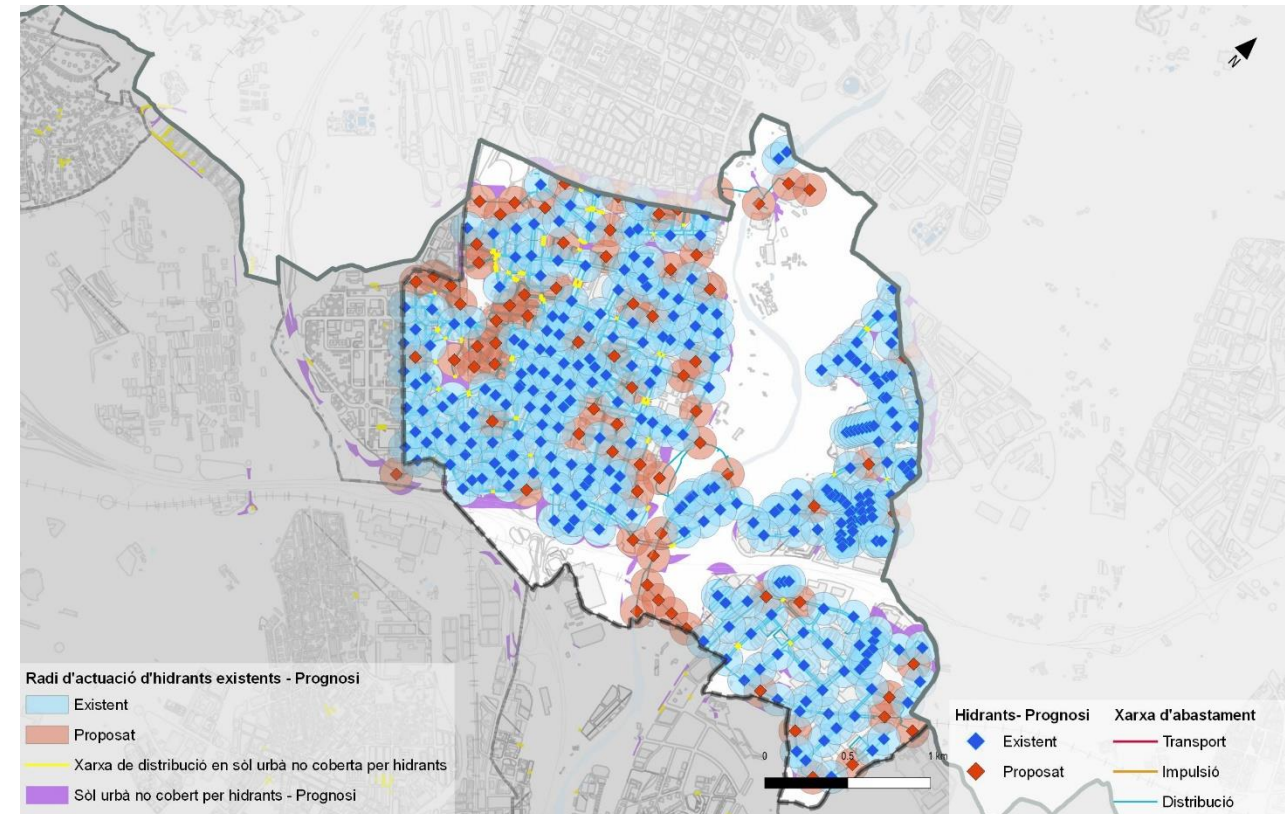 N
Radi d'actuació d'hidrants existents - Prognosi
Existent
Proposat
Xarxa de distribució en sòl urbà no coberta per hidrants
Sòl urbà no cobert per hidrants - Prognosi
0 0.5 1 km
Hidrants- Prognosi
Existent
Proposat
Xarxa d'abastament
Transport
Impulsió
Distribució